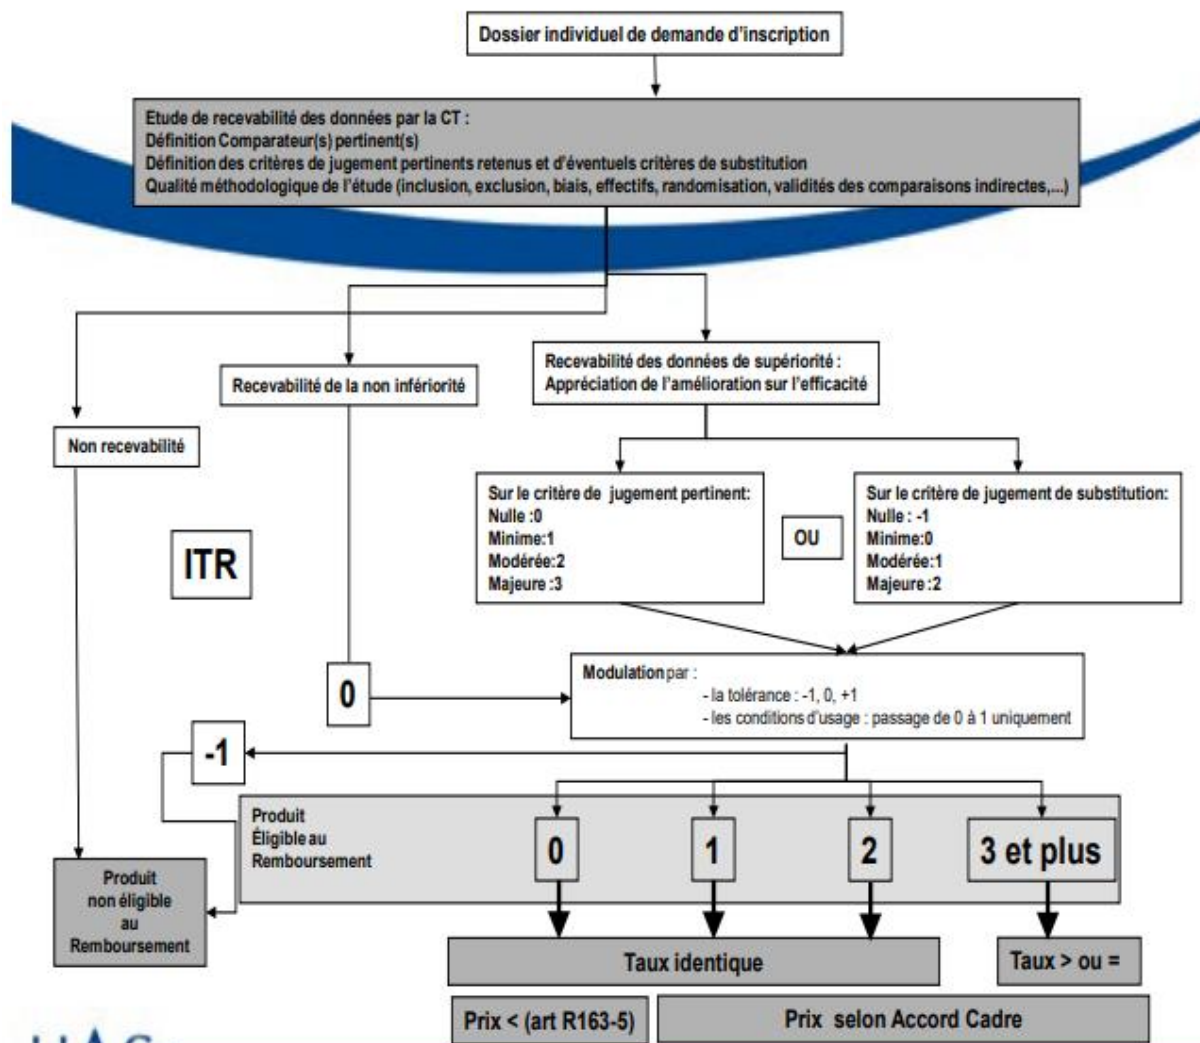 Dossier individuel de demande d'inscription
Etude de recevabilité des données par la CT :
Définition Comparateur(s) pertinent(s)
Définition des critères de jugement pertinents retenus et d'éventuels critères de substitution
Qualité méthodologique de l'étude (inclusion, exclusion, biais, effectifs, randomisation, validités des comparaisons indirectes,...)
Recevabilité des données de supériorité :
Appréciation de l'amélioration sur l'efficacité
Recevabilité de la non infériorité
Non recevabilité
Sur le critère de jugement pertinent:
Nulle :0
Minime:1
Modérée:2
Majeure :3
OU
Sur le critère de jugement de substitution:
Nulle : -1
Minime:0
Modérée:1
Majeure :2
ITR
0
Modulation par :
- la tolérance : -1, 0, +1
- les conditions d'usage : passage de 0 à 1 uniquement
-1
Produit
Éligible au
Remboursement
0
1
2
3 et plus
Produit
non éligible
au
Remboursement
Taux identique
Taux > ou =
Prix < (art R163-5)
Prix selon Accord Cadre